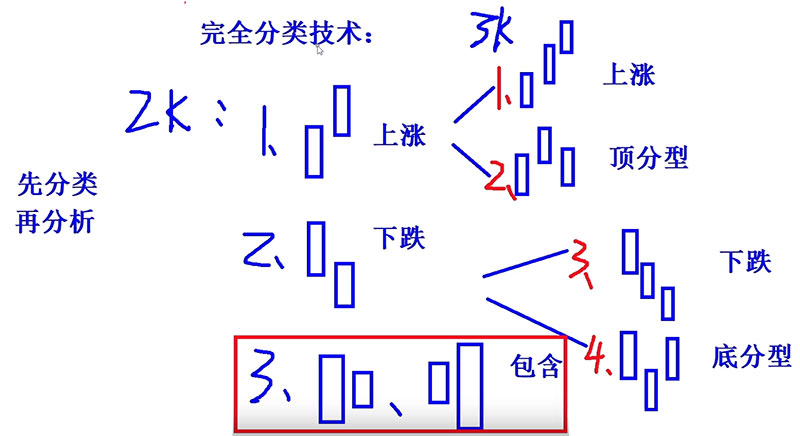 完全分类技术：
3K
2K：
1、
上涨
1、
上涨
2、
顶分型
先分类
再分析
2、
下跌
3、
下跌
3、
、
包含
4、
底分型